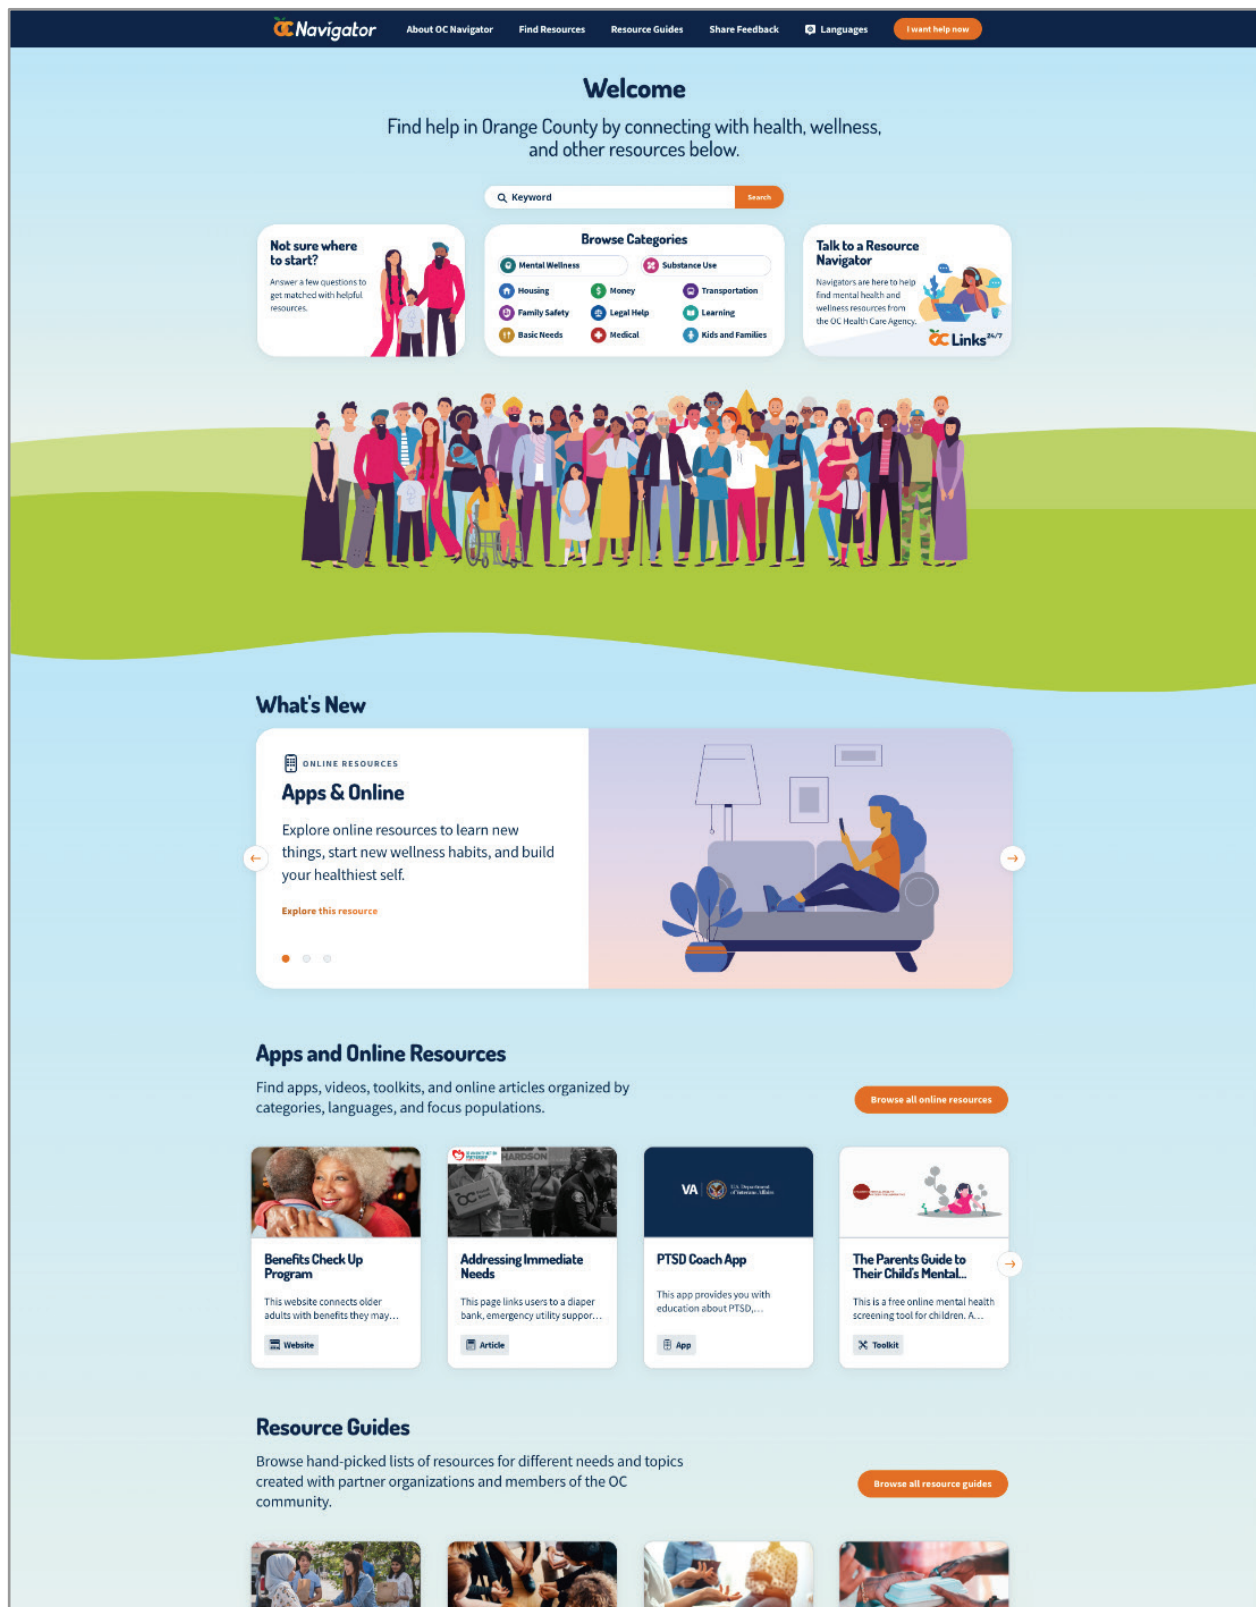 OC Navigator
About OC Navigator
Find Resources
Resource Guides
Share Feedback
Languages
I want help now
Welcome
Find help in Orange County by connecting with health, wellness,
and other resources below.
Keyword
Search
Not sure where
to start?
Answer a few questions to
get matched with helpful
resources.
Browse Categories
Mental Wellness
Substance Use
Housing
Money
Transportation
Family Safety
Legal Help
Learning
Basic Needs
Medical
Kids and Families
Talk to a Resource
Navigator
Navigators are here to help
find mental health and
wellness resources from
the OC Health Care Agency.
OC Links 24/7
What's New
ONLINE RESOURCES
Apps & Online
Explore online resources to learn new
things, start new wellness habits, and build
your healthiest self.
Explore this resource
Apps and Online Resources
Find apps, videos, toolkits, and online articles organized by
categories, languages, and focus populations.
Browse all online resources
HARDSON
OC
VA
U.S. Department
of Veterans Affairs
Benefits Check Up
Program
This website connects older
adults with benefits they may...
Website
Addressing Immediate
Needs
This page links users to a diaper
bank, emergency utility suppor...
Article
PTSD Coach App
This app provides you with
education about PTSD,...
App
The Parents Guide to
Their Child's Mental...
This is a free online mental health
screening tool for children. A...
Toolkit
Resource Guides
Browse hand-picked lists of resources for different needs and topics
created with partner organizations and members of the OC
community.
Browse all resource guides